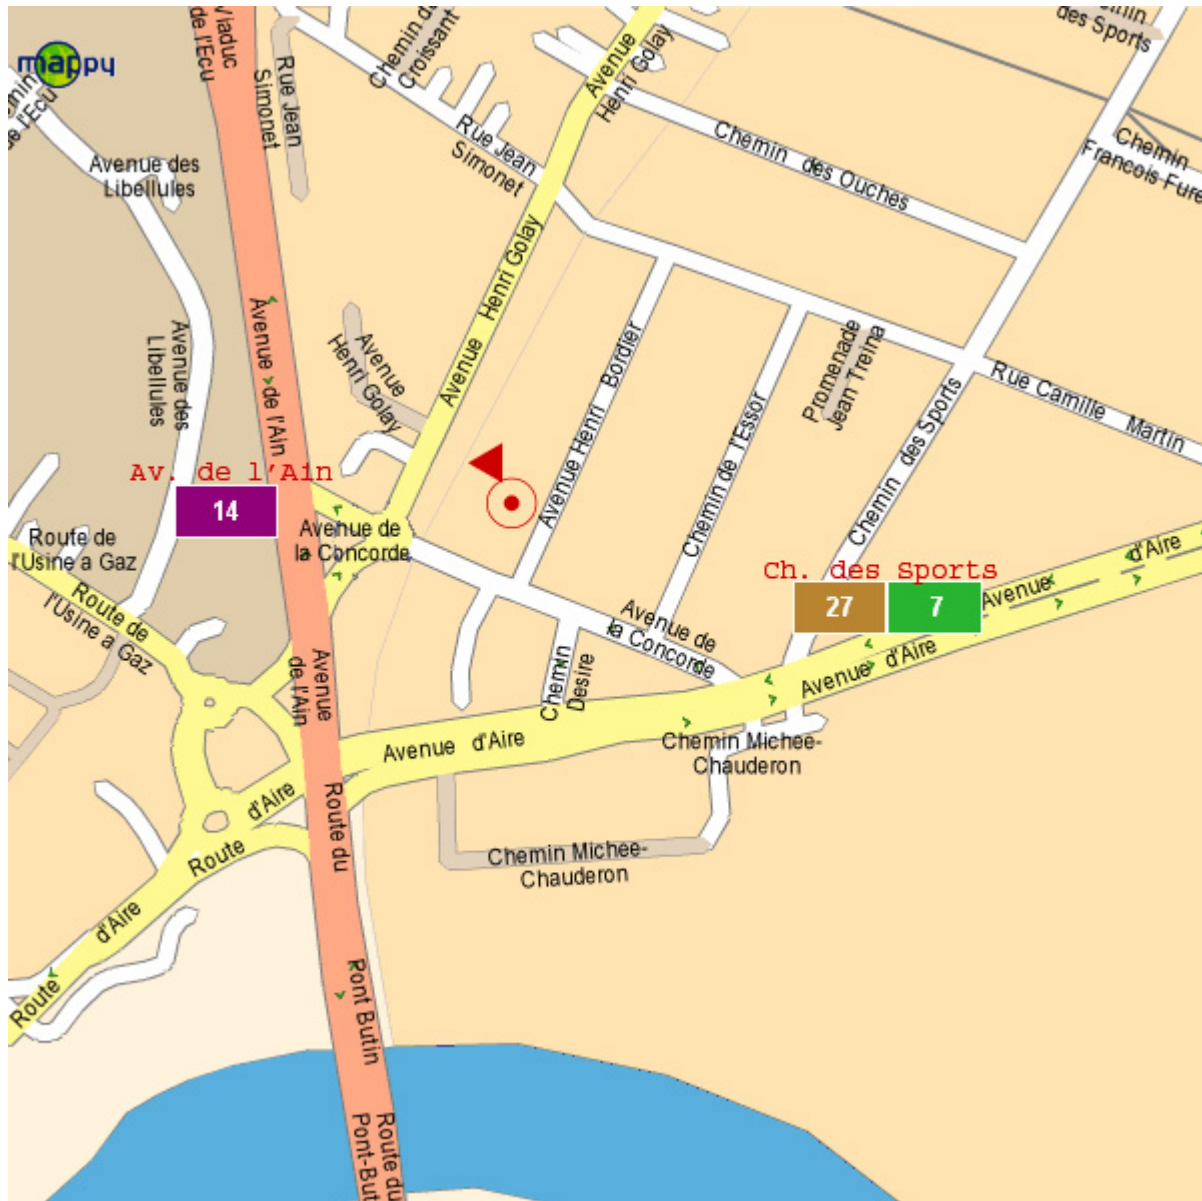 Viaduc
de l'Ecu
mappy
Chemin du
Croissant
Avenue
Henri Golay
des Sports
Rue Jean
Simonet
de l'Ecu
Rue Jean
Simonet
Chemin des Ouches
Chemin
Francois Fure
Avenue des
Libellules
Avenue Henri Golay
Avenue de l'Ain
Avenue des
Libellules
Avenue
Henri Golay
Avenue Henri Bordier
Promenade
Jean Treina
Rue Camille Martin
Chemin de l'Essor
Chemin des Sports
Av. de l'Ain
14
Avenue de
la Concorde
Route de
l'Usine a Gaz
Route de
l'Usine a Gaz
Ch. des Sports
27
7
Avenue d'Aire
Avenue de
la Concorde
Avenue d'Aire
Chemin
Desire
Avenue
de l'Ain
Avenue d'Aire
Chemin Michee-
Chauderon
Route d'Aire
Route du
Chemin Michee-
Chauderon
Route d'Aire
Pont Butin
Route du
Pont-But